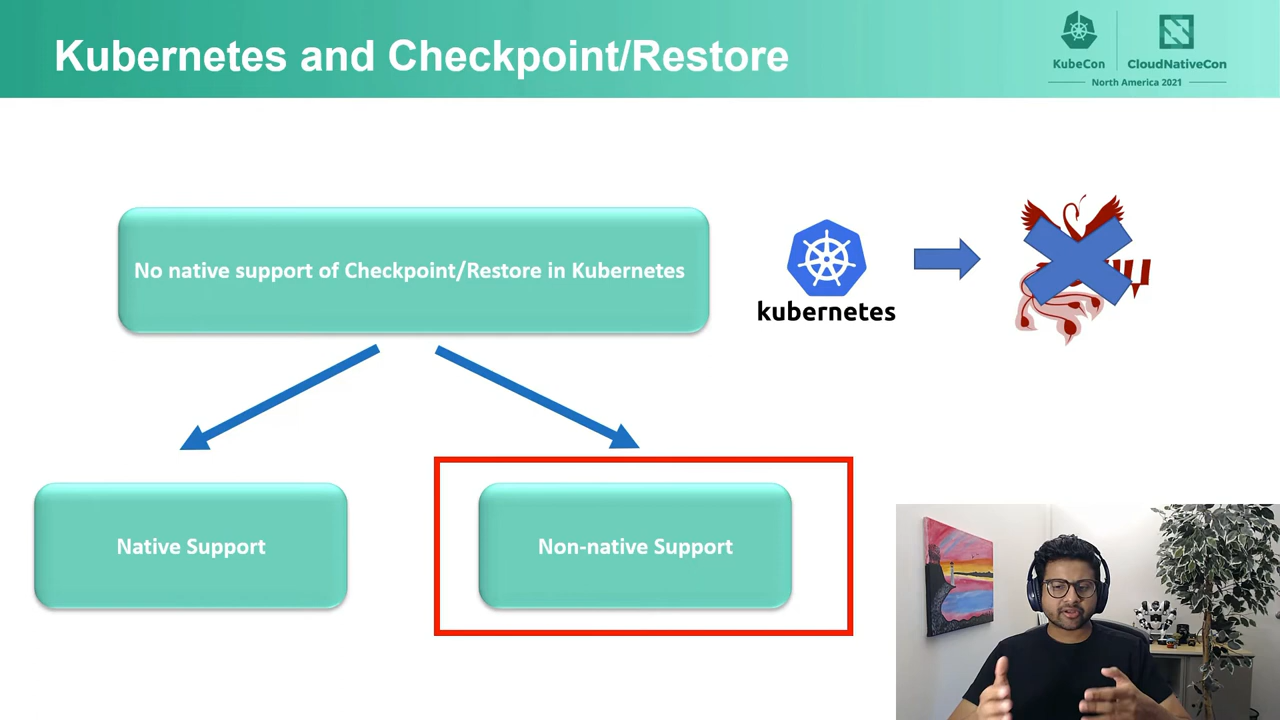 Kubernetes and Checkpoint/Restore
KubeCon
CloudNativeCon
North America 2021
No native support of Checkpoint/Restore in Kubernetes
kubernetes
Native Support
Non-native Support